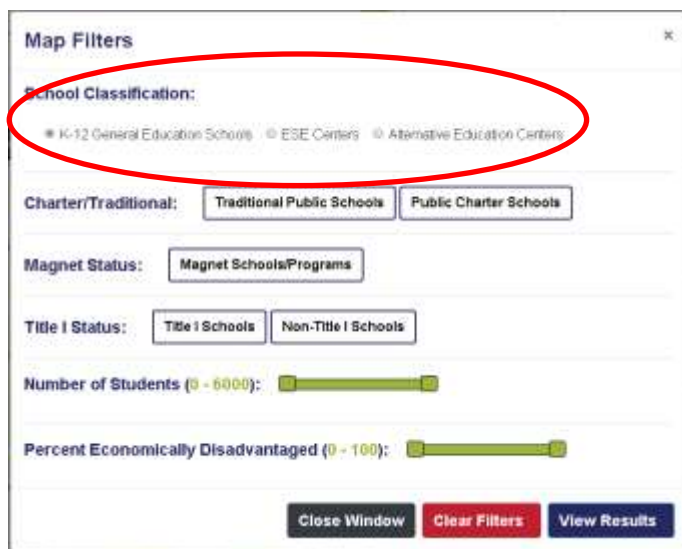 Map Filters ×
School Classification:
K-12 General Education Schools ESE Centers Alternative Education Centers
Charter/Traditional: Traditional Public Schools Public Charter Schools
Magnet Status: Magnet Schools/Programs
Title I Status: Title I Schools Non-Title I Schools
Number of Students (0 - 6000):
Percent Economically Disadvantaged (0 - 100):
Close Window Clear Filters View Results